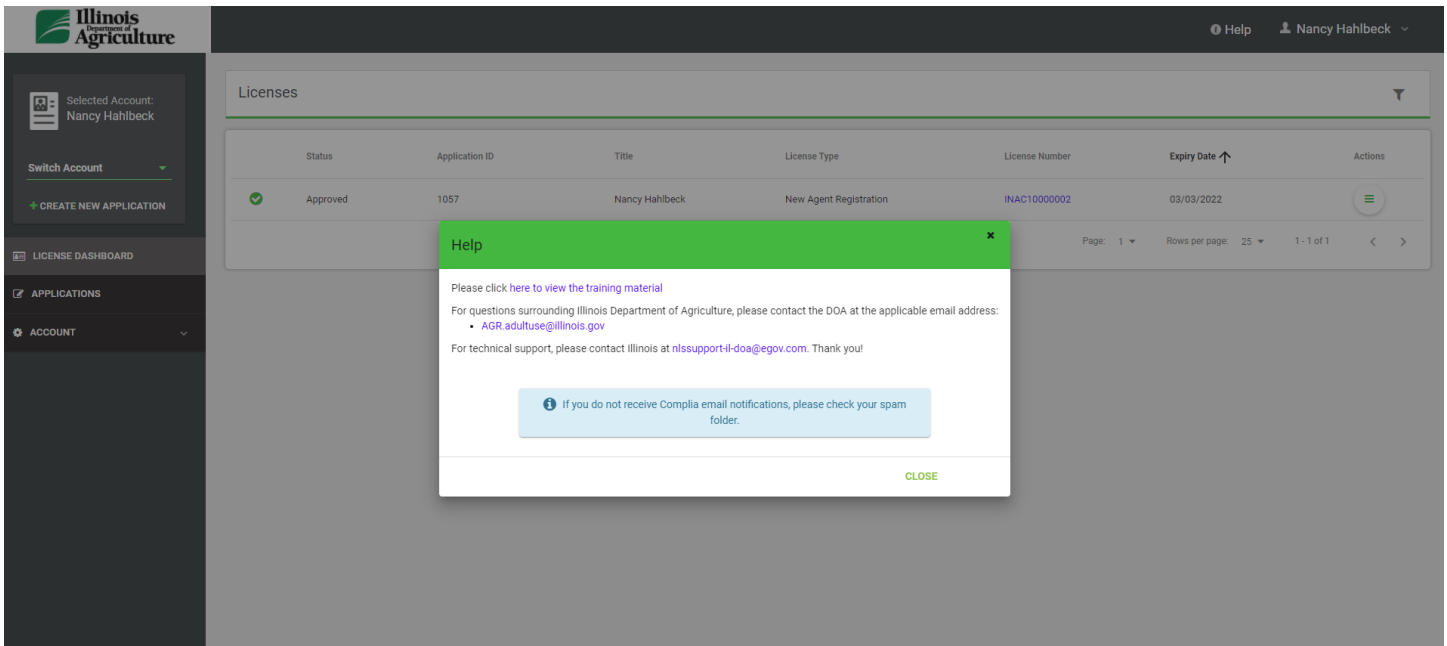 Illinois
Department of
Agriculture
Help
Nancy Hahlbeck
Selected Account:
Nancy Hahlbeck
Switch Account
+ CREATE NEW APPLICATION
LICENSE DASHBOARD
APPLICATIONS
ACCOUNT
Licenses
Status Application ID Title License Type License Number Expiry Date Actions
Approved 1057 Nancy Hahlbeck New Agent Registration INAC10000002 03/03/2022
Page: 1 Rows per page: 25 1 - 1 of 1
Help
Please click here to view the training material
For questions surrounding Illinois Department of Agriculture, please contact the DOA at the applicable email address:
• AGR.adultuse@illinois.gov
For technical support, please contact Illinois at nlssupport-il-doa@egov.com. Thank you!
If you do not receive Complia email notifications, please check your spam
folder.
CLOSE